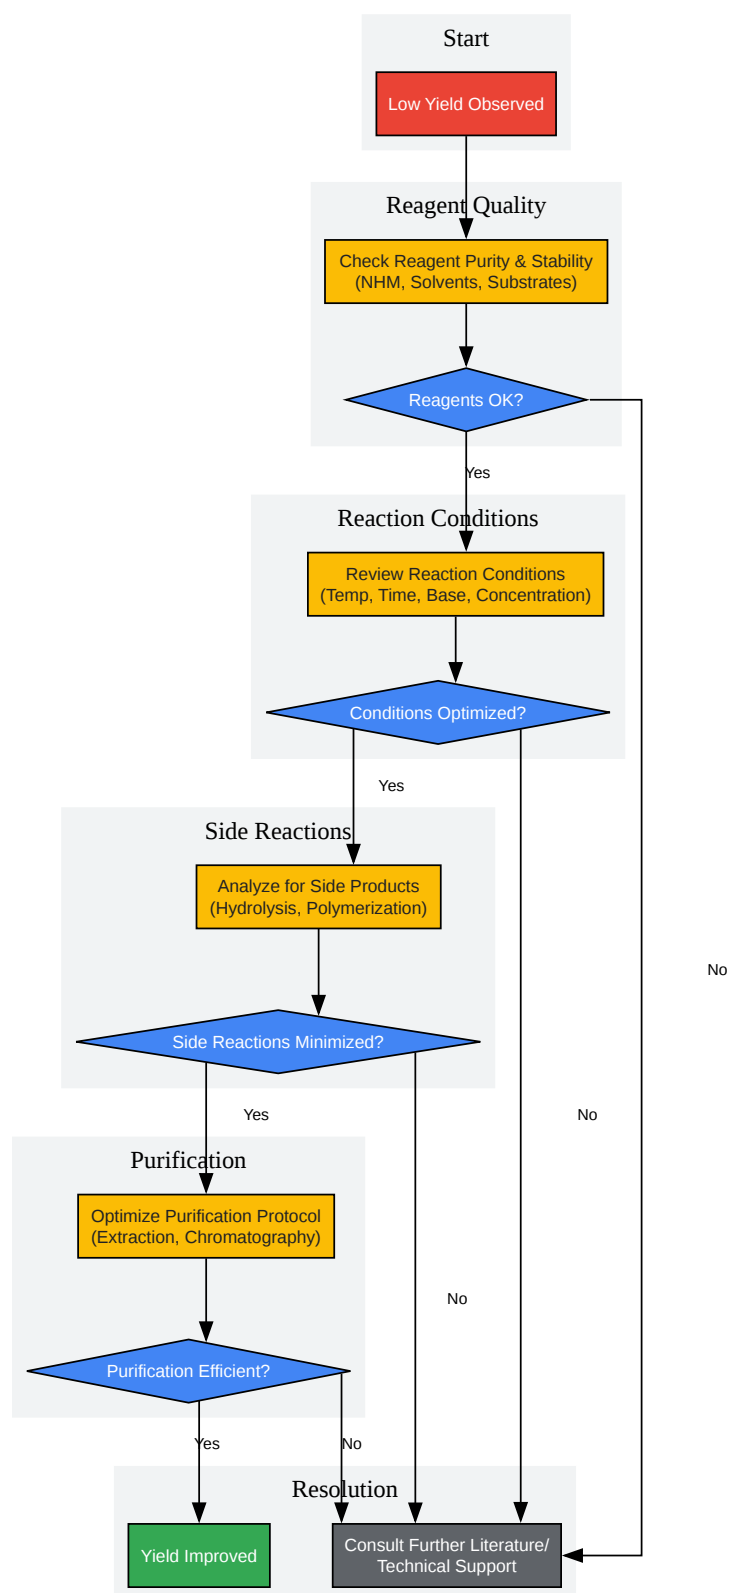 Start
Low Yield Observed
Reagent Quality
Check Reagent Purity & Stability
(NHM, Solvents, Substrates)
Reagents OK?
Yes
Reaction Conditions
Review Reaction Conditions
(Temp, Time, Base, Concentration)
Conditions Optimized?
Yes
Side Reactions
Analyze for Side Products
(Hydrolysis, Polymerization)
No
Side Reactions Minimized?
Yes
No
Purification
Optimize Purification Protocol
(Extraction, Chromatography)
No
Purification Efficient?
Yes
No
Resolution
Yield Improved
Consult Further Literature/
Technical Support